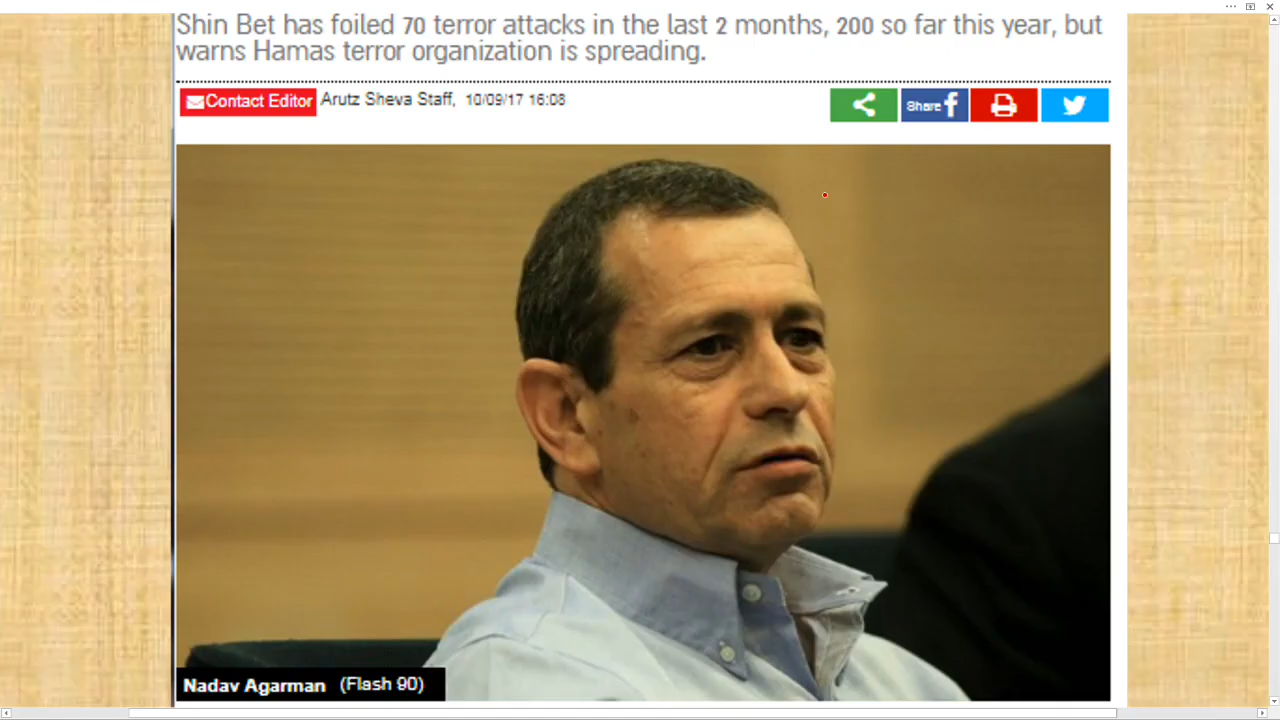 Shin Bet has foiled 70 terror attacks in the last 2 months, 200 so far this year, but
warns Hamas terror organization is spreading.
Contact Editor Arutz Sheva Staff, 10/09/17 16:08
Share
Nadav Agarman (Flash 90)